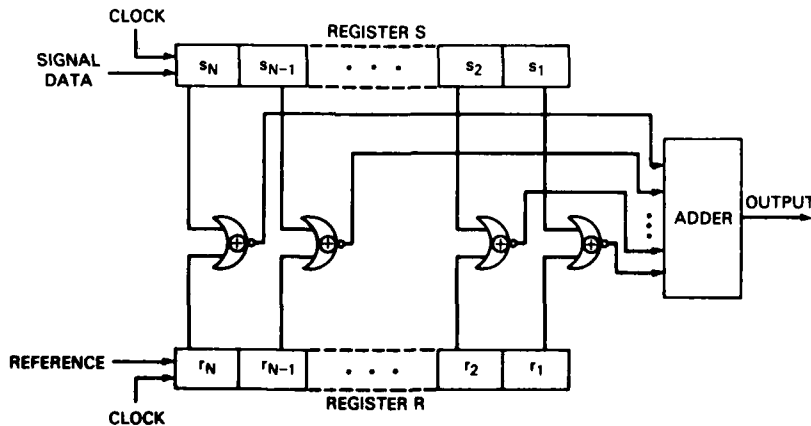 CLOCK
REGISTER S
SIGNAL
DATA
s_N s_N-1 . . . s_2 s_1
ADDER
OUTPUT
REFERENCE
r_N r_N-1 . . . r_2 r_1
REGISTER R
CLOCK